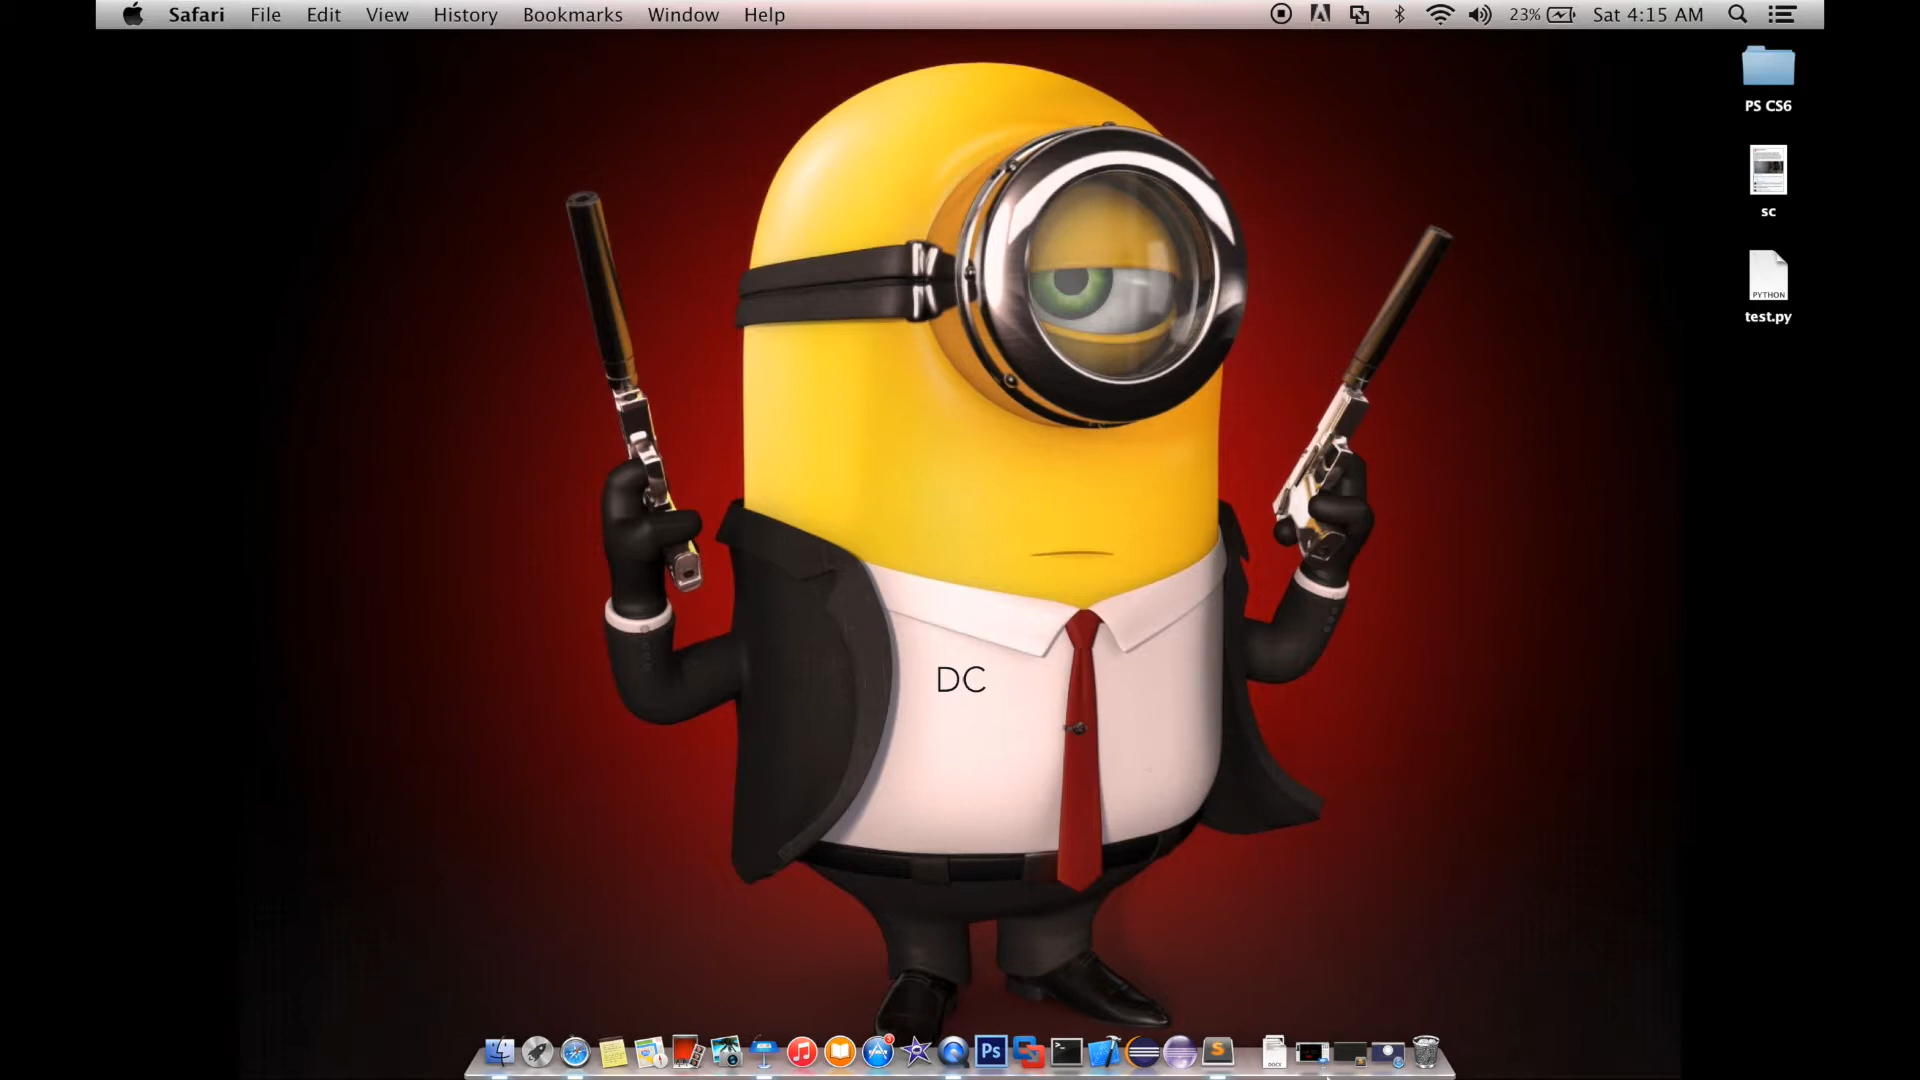 Safari File Edit View History Bookmarks Window Help 23% Sat 4:15 AM
PS CS6
sc
PYTHON
test.py
DC
Ps
S
DOCX